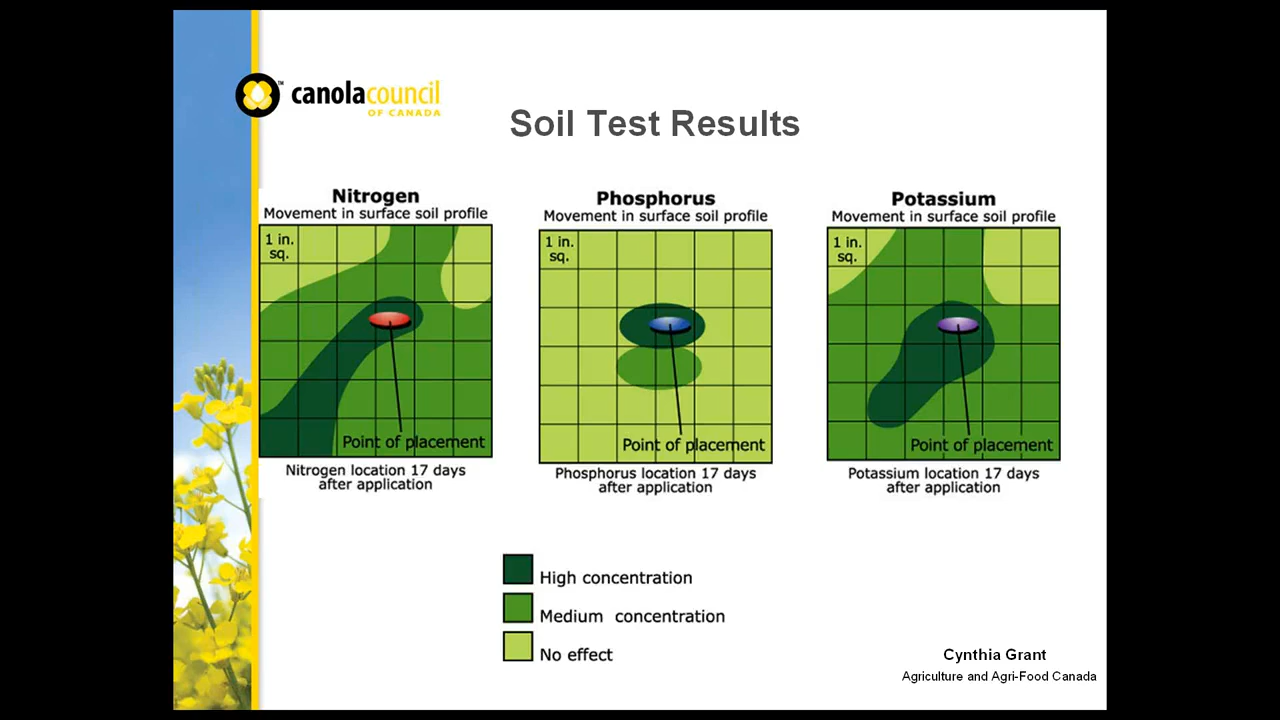 canolacouncil
OF CANADA
™
Soil Test Results
Nitrogen
Movement in surface soil profile
1 in.
sq.
Point of placement
Nitrogen location 17 days
after application
Phosphorus
Movement in surface soil profile
1 in.
sq.
Point of placement
Phosphorus location 17 days
after application
Potassium
Movement in surface soil profile
1 in.
sq.
Point of placement
Potassium location 17 days
after application
High concentration
Medium concentration
No effect
Cynthia Grant
Agriculture and Agri-Food Canada